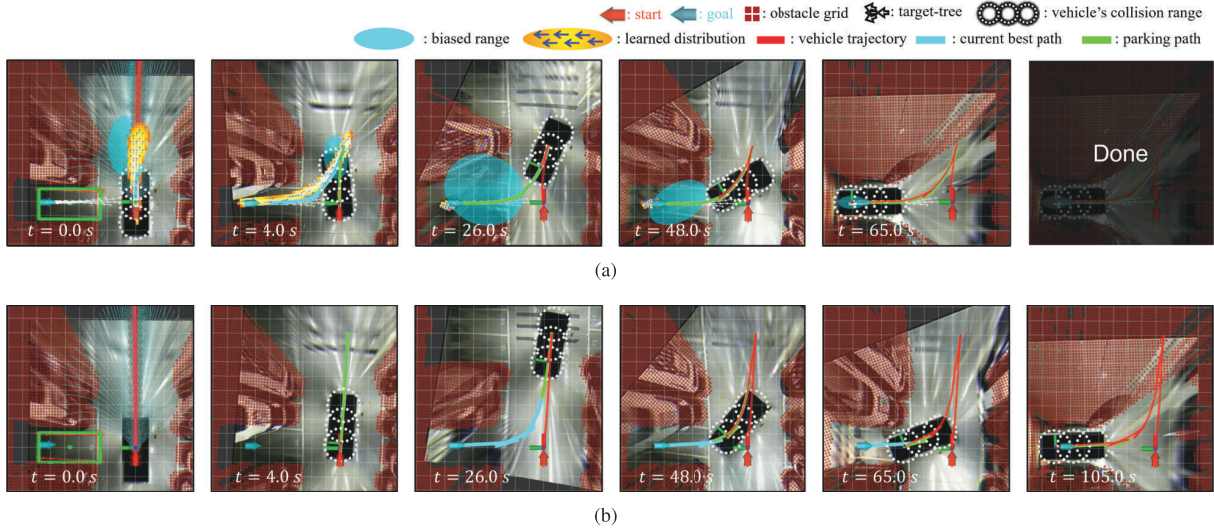 : start : goal : obstacle grid : target-tree : vehicle's collision range
: biased range : learned distribution : vehicle trajectory : current best path : parking path
t = 0.0 s t = 4.0 s t = 26.0 s t = 48.0 s t = 65.0 s Done
(a)
t = 0.0 s t = 4.0 s t = 26.0 s t = 48.0 s t = 65.0 s t = 105.0 s
(b)